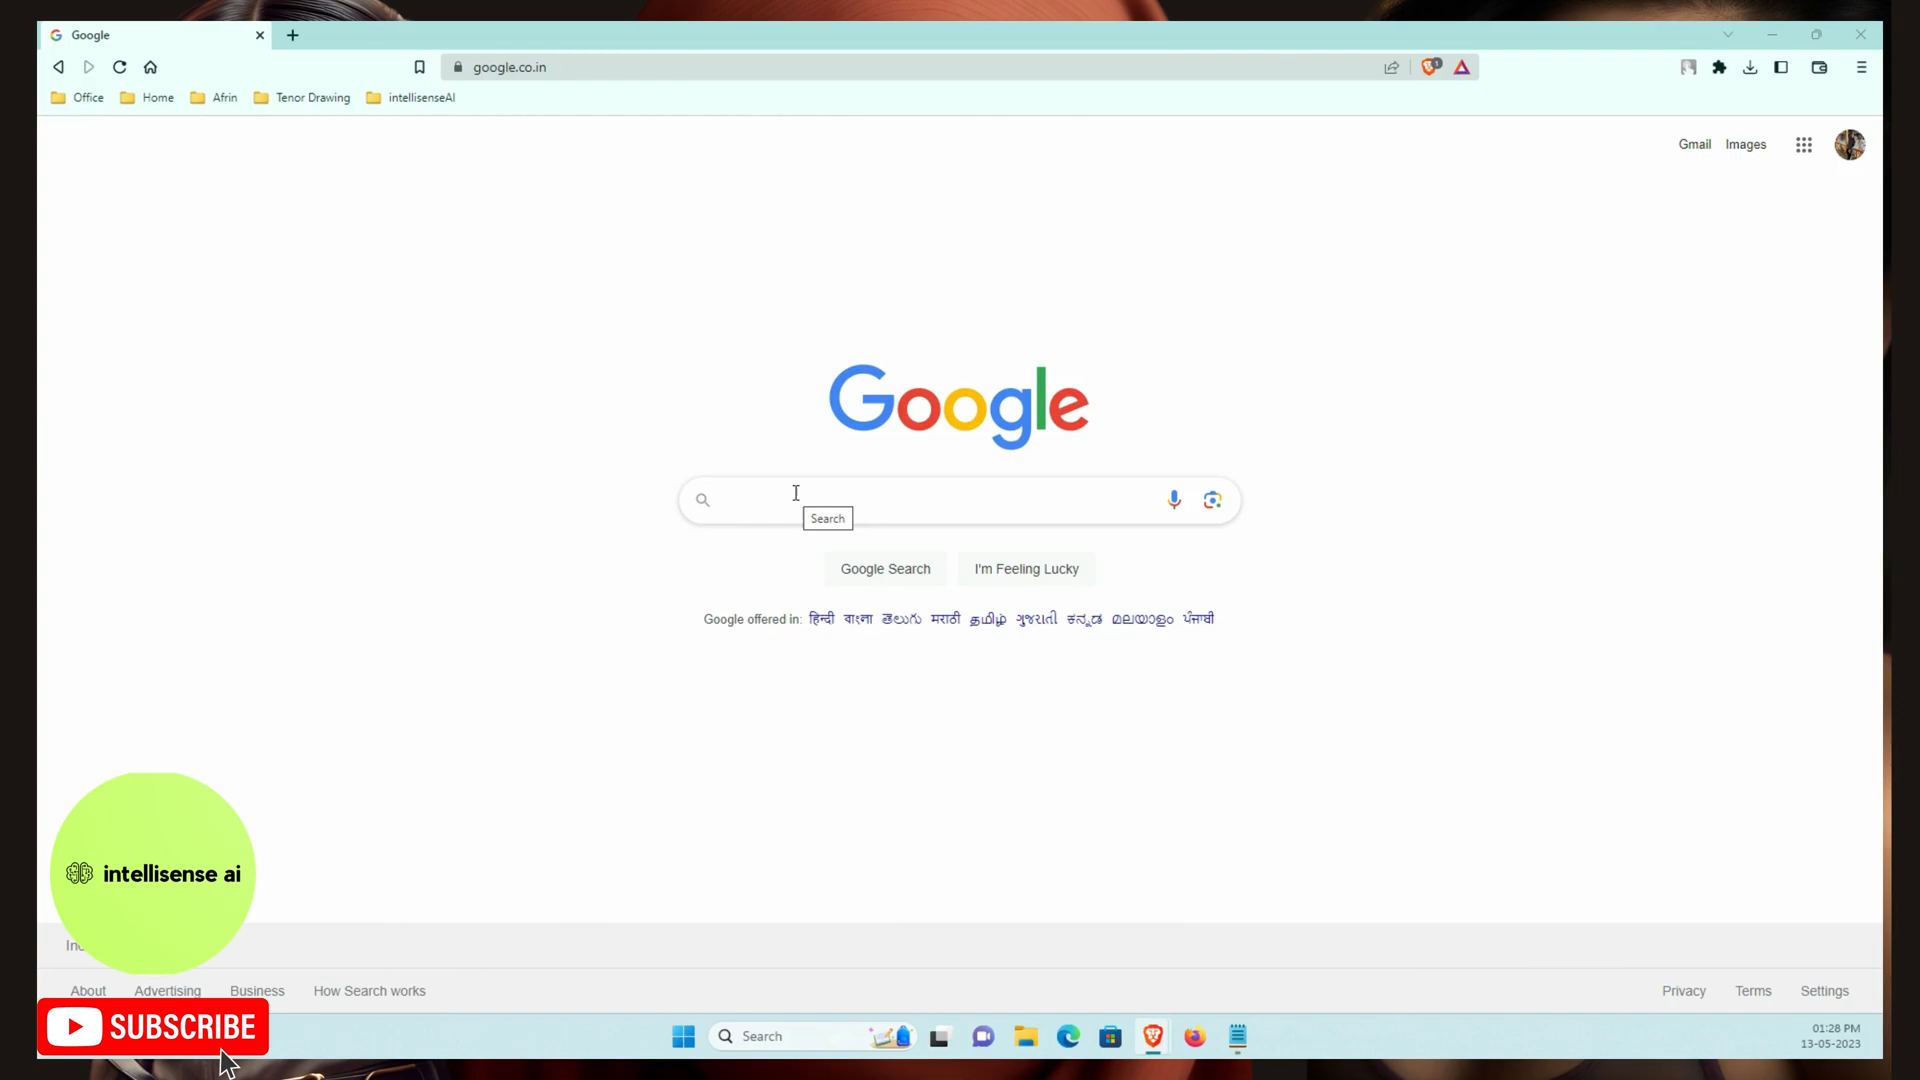 Google
google.co.in
1
Office Home Afrin Tenor Drawing intellisenseAI
Gmail Images
Google
Search
Google Search I'm Feeling Lucky
Google offered in: हिन्दी বাংলা తెలుగు मराठी தமிழ் ગુજરાતી ಕನ್ನಡ മലയാളം ਪੰਜਾਬੀ
intellisense ai
About Advertising Business How Search works Privacy Terms Settings
SUBSCRIBE
Search
01:28 PM
13-05-2023